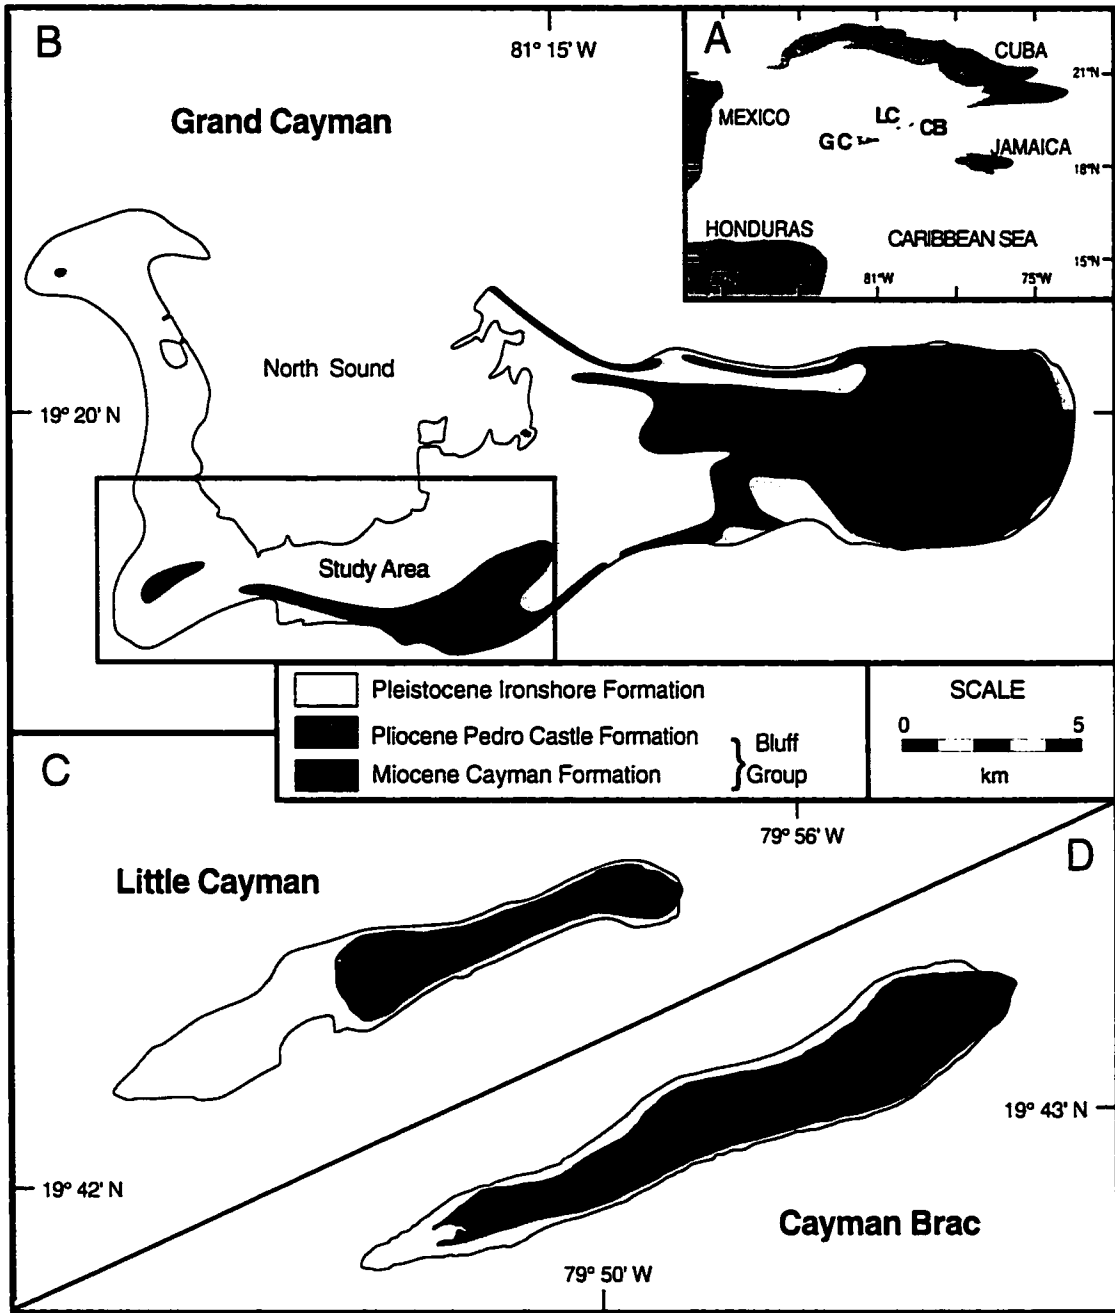 B
81° 15' W
Grand Cayman
North Sound
19° 20' N
Study Area
A
CUBA
21°N
MEXICO
LC
CB
GC
JAMAICA
18°N
HONDURAS
CARIBBEAN SEA
15°N
81°W
75°W
Pleistocene Ironshore Formation
Pliocene Pedro Castle Formation
Miocene Cayman Formation
Bluff
Group
SCALE
0 5
km
C
79° 56' W
D
Little Cayman
19° 43' N
19° 42' N
Cayman Brac
79° 50' W